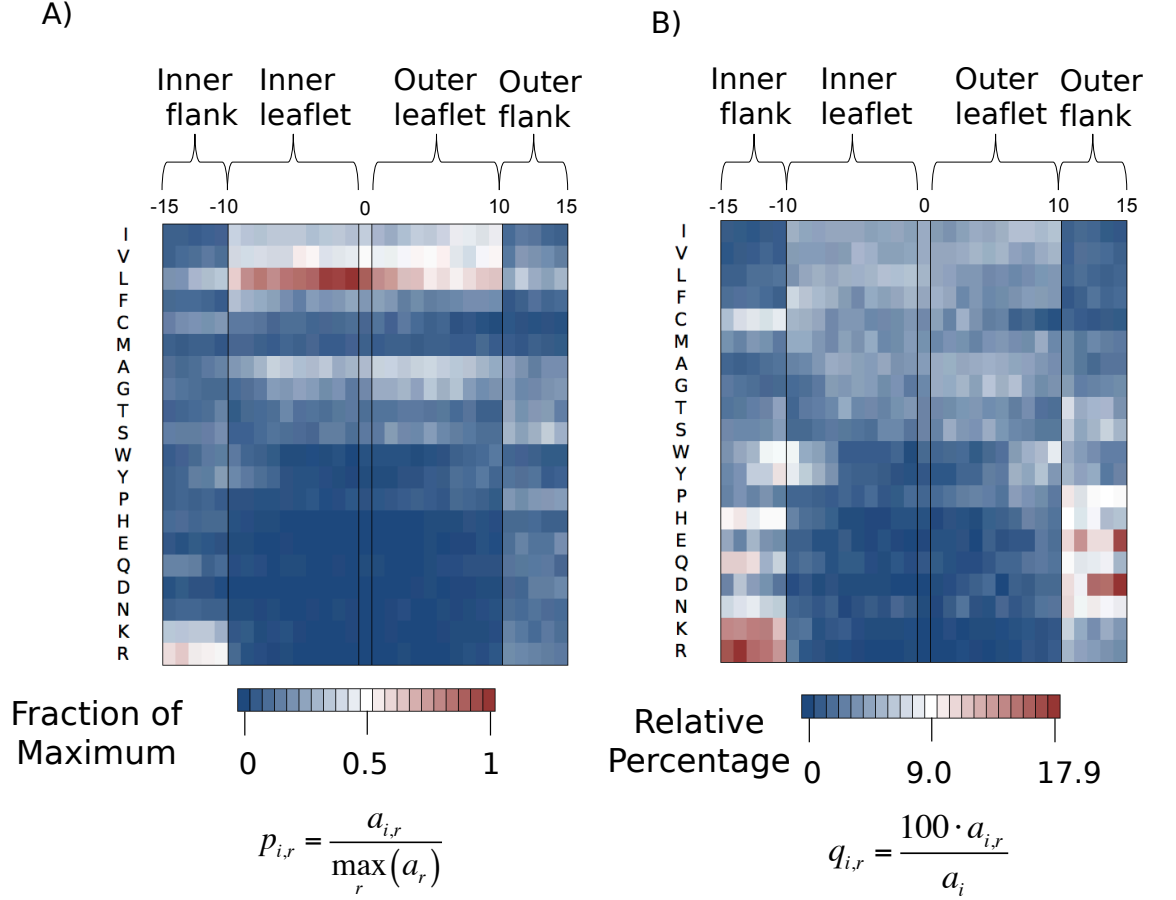 A)
B)
Inner flank
Inner leaflet
Outer leaflet
Outer flank
-15 -10 0 10 15
I
V
L
F
C
M
A
G
T
S
W
Y
P
H
E
Q
D
N
K
R
Fraction of
Maximum
0 0.5 1
p_{i,r} = \frac{a_{i,r}}{\max_r(a_r)}
Inner flank
Inner leaflet
Outer leaflet
Outer flank
-15 -10 0 10 15
I
V
L
F
C
M
A
G
T
S
W
Y
P
H
E
Q
D
N
K
R
Relative
Percentage
0 9.0 17.9
q_{i,r} = \frac{100 · a_{i,r}}{a_i}